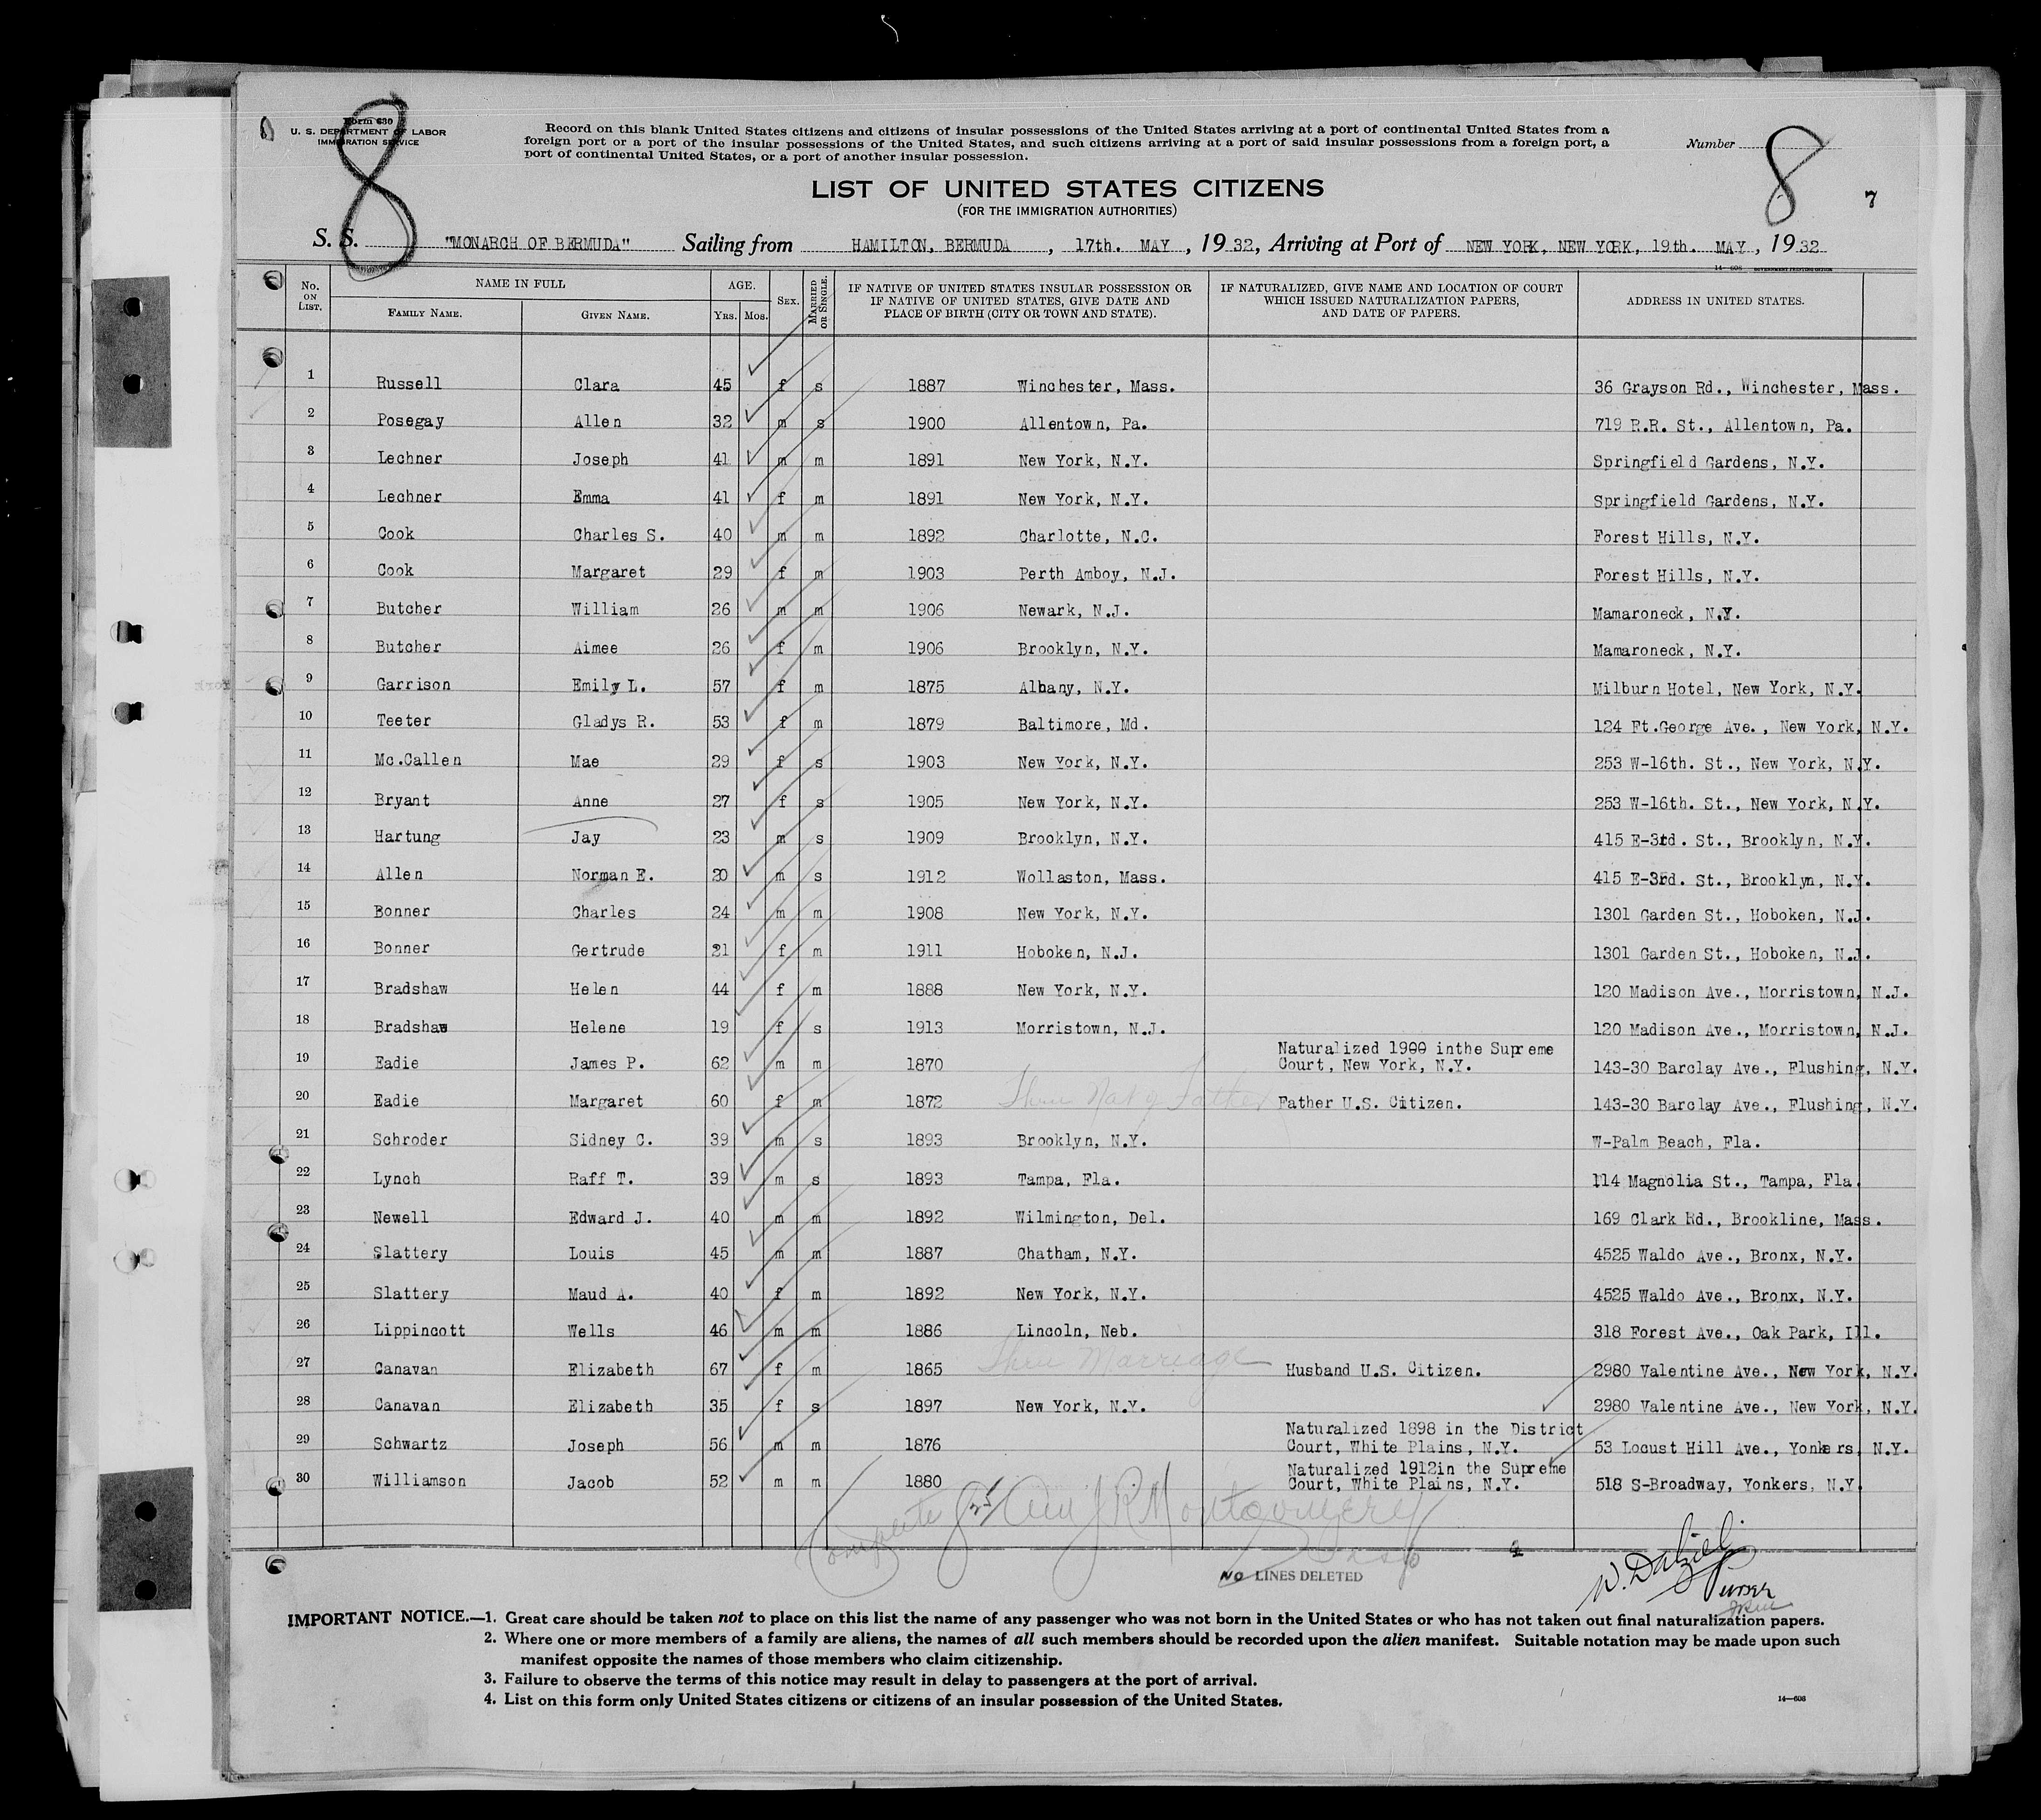 8
Form 630
U. S. DEPARTMENT OF LABOR
IMMIGRATION SERVICE
Record on this blank United States citizens and citizens of insular possessions of the United States arriving at a port of continental United States from a
foreign port or a port of the insular possessions of the United States, and such citizens arriving at a port of said insular possessions from a foreign port, a
port of continental United States, or a port of another insular possession.
Number 8
7
LIST OF UNITED STATES CITIZENS
(FOR THE IMMIGRATION AUTHORITIES)
S. S. "MONARCH OF BERMUDA" Sailing from HAMILTON, BERMUDA, 17th. MAY, 1932, Arriving at Port of NEW YORK, NEW YORK, 19th. MAY, 1932
14-608 GOVERNMENT PRINTING OFFICE
No. ON LIST. NAME IN FULL AGE. SEX. MARRIED OR SINGLE. IF NATIVE OF UNITED STATES INSULAR POSSESSION OR IF NATIVE OF UNITED STATES, GIVE DATE AND PLACE OF BIRTH (CITY OR TOWN AND STATE). IF NATURALIZED, GIVE NAME AND LOCATION OF COURT WHICH ISSUED NATURALIZATION PAPERS, AND DATE OF PAPERS. ADDRESS IN UNITED STATES.
FAMILY NAME. GIVEN NAME. YRS. MOS.
1 Russell Clara 45 f s 1887 Winchester, Mass. 36 Grayson Rd., Winchester, Mass.
2 Posegay Allen 32 m s 1900 Allentown, Pa. 719 R.R. St., Allentown, Pa.
3 Lechner Joseph 41 m m 1891 New York, N.Y. Springfield Gardens, N.Y.
4 Lechner Emma 41 f m 1891 New York, N.Y. Springfield Gardens, N.Y.
5 Cook Charles S. 40 m m 1892 Charlotte, N.C. Forest Hills, N.Y.
6 Cook Margaret 29 f m 1903 Perth Amboy, N.J. Forest Hills, N.Y.
7 Butcher William 26 m m 1906 Newark, N.J. Mamaroneck, N.Y.
8 Butcher Aimee 26 f m 1906 Brooklyn, N.Y. Mamaroneck, N.Y.
9 Garrison Emily L. 57 f m 1875 Albany, N.Y. Milburn Hotel, New York, N.Y.
10 Teeter Gladys R. 53 f m 1879 Baltimore, Md. 124 Ft.George Ave., New York, N.Y.
11 Mc.Callen Mae 29 f s 1903 New York, N.Y. 253 W-16th. St., New York, N.Y.
12 Bryant Anne 27 f s 1905 New York, N.Y. 253 W-16th. St., New York, N.Y.
13 Hartung Jay 23 m s 1909 Brooklyn, N.Y. 415 E-3rd. St., Brooklyn, N.Y.
14 Allen Norman E. 20 m s 1912 Wollaston, Mass. 415 E-3rd. St., Brooklyn, N.Y.
15 Bonner Charles 24 m m 1908 New York, N.Y. 1301 Garden St., Hoboken, N.J.
16 Bonner Gertrude 21 f m 1911 Hoboken, N.J. 1301 Garden St., Hoboken, N.J.
17 Bradshaw Helen 44 f m 1888 New York, N.Y. 120 Madison Ave., Morristown, N.J.
18 Bradshaw Helene 19 f s 1913 Morristown, N.J. 120 Madison Ave., Morristown, N.J.
19 Eadie James P. 62 m m 1870 Naturalized 1900 inthe Supreme Court, New York, N.Y. 143-30 Barclay Ave., Flushing, N.Y.
20 Eadie Margaret 60 f m 1872 Thru Nat of Father Father U.S. Citizen. 143-30 Barclay Ave., Flushing, N.Y.
21 Schroder Sidney C. 39 m s 1893 Brooklyn, N.Y. W-Palm Beach, Fla.
22 Lynch Raff T. 39 m s 1893 Tampa, Fla. 114 Magnolia St., Tampa, Fla.
23 Newell Edward J. 40 m m 1892 Wilmington, Del. 169 Clark Rd., Brookline, Mass.
24 Slattery Louis 45 m m 1887 Chatham, N.Y. 4525 Waldo Ave., Bronx, N.Y.
25 Slattery Maud A. 40 f m 1892 New York, N.Y. 4525 Waldo Ave., Bronx, N.Y.
26 Lippincott Wells 46 m m 1886 Lincoln, Neb. 318 Forest Ave., Oak Park, Ill.
27 Canavan Elizabeth 67 f m 1865 Thru Marriage Husband U.S. Citizen. 2980 Valentine Ave., New York, N.Y.
28 Canavan Elizabeth 35 f s 1897 New York, N.Y. 2980 Valentine Ave., New York, N.Y.
29 Schwartz Joseph 56 m m 1876 Naturalized 1898 in the District Court, White Plains, N.Y. 53 Locust Hill Ave., Yonkers, N.Y.
30 Williamson Jacob 52 m m 1880 Naturalized 1912in the Supreme Court, White Plains, N.Y. 518 S-Broadway, Yonkers, N.Y.
Complete J R Montgomery
Insp
NO LINES DELETED
W. Dalziel
Purser
IMPORTANT NOTICE.—1. Great care should be taken not to place on this list the name of any passenger who was not born in the United States or who has not taken out final naturalization papers.
2. Where one or more members of a family are aliens, the names of all such members should be recorded upon the alien manifest. Suitable notation may be made upon such
manifest opposite the names of those members who claim citizenship.
3. Failure to observe the terms of this notice may result in delay to passengers at the port of arrival.
4. List on this form only United States citizens or citizens of an insular possession of the United States.
14—608